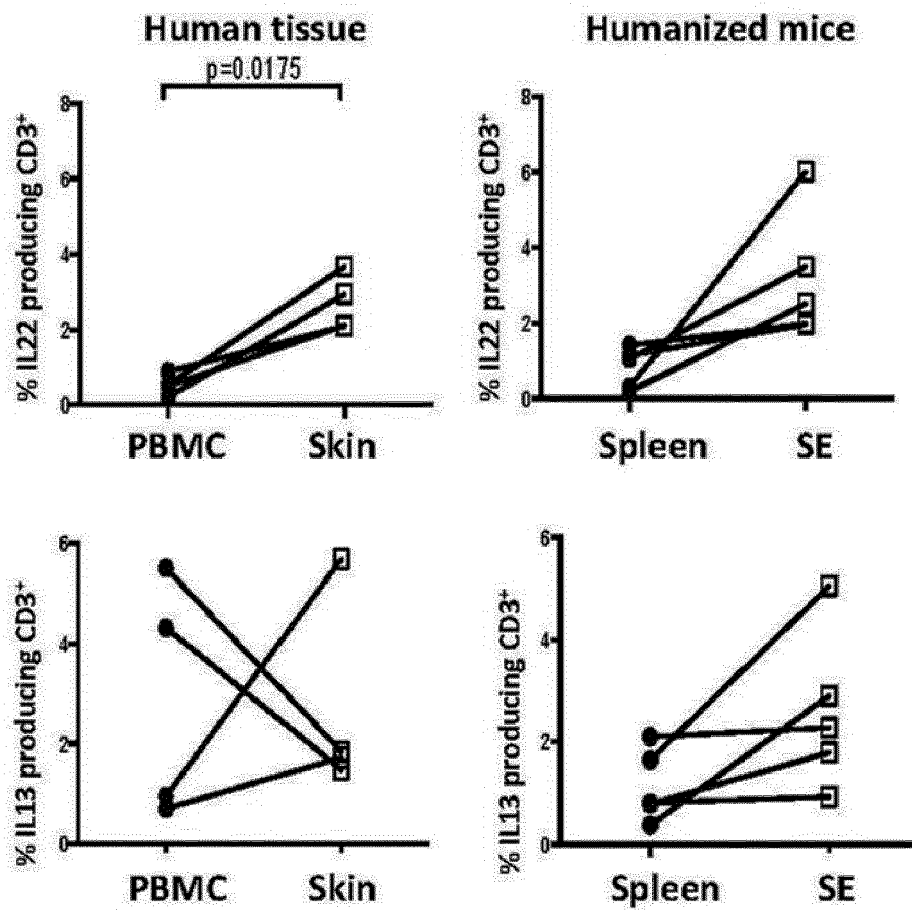 Human tissue
Humanized mice
p=0.0175
% IL22 producing CD3⁺
8
6
4
2
0
PBMC
Skin
% IL22 producing CD3⁺
8
6
4
2
0
Spleen
SE
% IL13 producing CD3⁺
6
4
2
0
PBMC
Skin
% IL13 producing CD3⁺
6
4
2
0
Spleen
SE